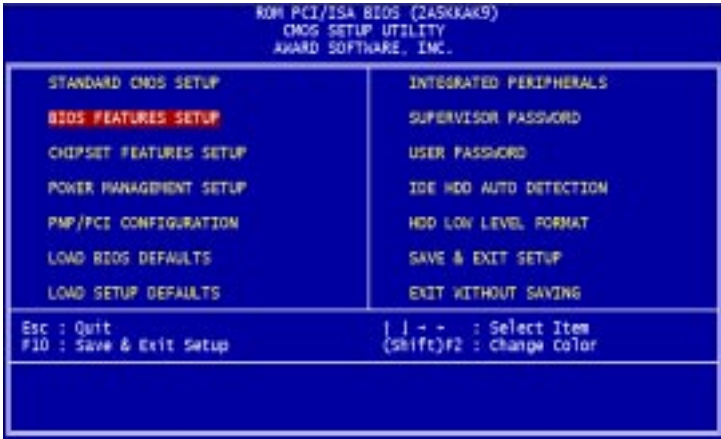 ROM PCI/ISA BIOS (2A5KKAK9)
CMOS SETUP UTILITY
AWARD SOFTWARE, INC.
STANDARD CMOS SETUP
BIOS FEATURES SETUP
CHIPSET FEATURES SETUP
POWER MANAGEMENT SETUP
PNP/PCI CONFIGURATION
LOAD BIOS DEFAULTS
LOAD SETUP DEFAULTS
INTEGRATED PERIPHERALS
SUPERVISOR PASSWORD
USER PASSWORD
IDE HDD AUTO DETECTION
HDD LOW LEVEL FORMAT
SAVE & EXIT SETUP
EXIT WITHOUT SAVING
Esc : Quit
F10 : Save & Exit Setup
: Select Item
(Shift)F2 : Change Color